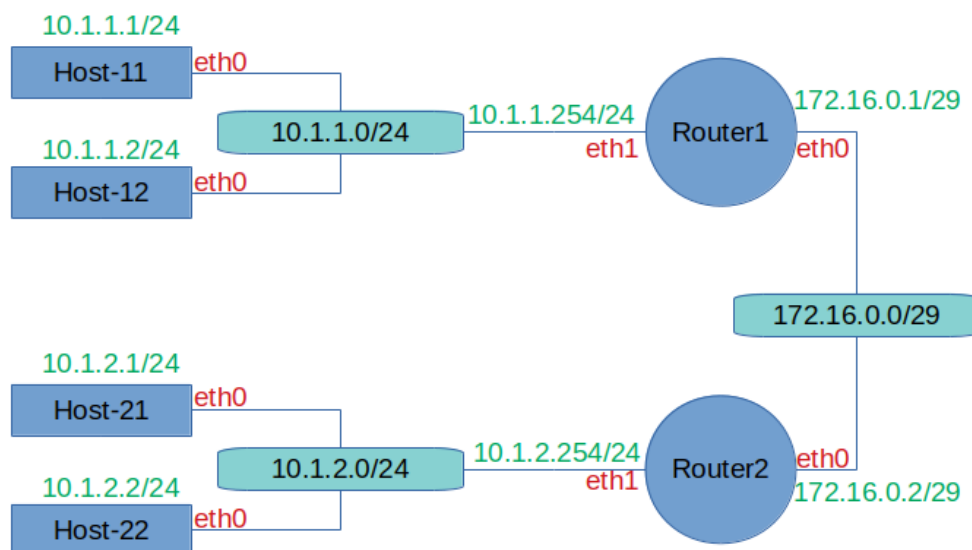 10.1.1.1/24
Host-11
eth0
10.1.1.2/24
Host-12
eth0
10.1.1.0/24
10.1.1.254/24
eth1
Router1
172.16.0.1/29
eth0
172.16.0.0/29
10.1.2.1/24
Host-21
eth0
10.1.2.2/24
Host-22
eth0
10.1.2.0/24
10.1.2.254/24
eth1
Router2
eth0
172.16.0.2/29